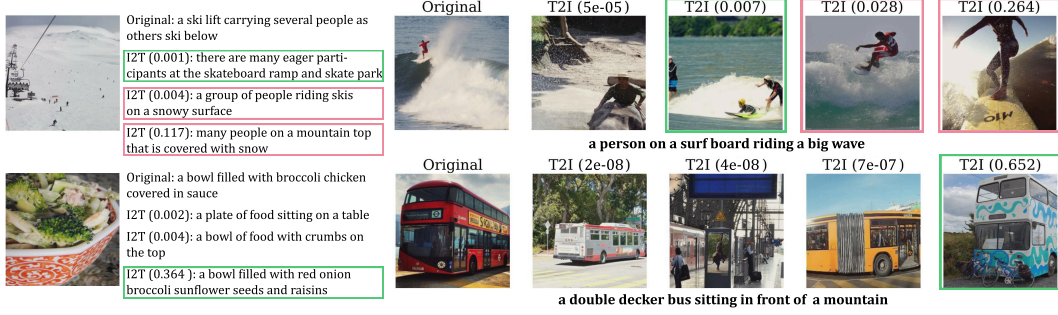 Original: a ski lift carrying several people as
others ski below
I2T (0.001): there are many eager parti-
cipants at the skateboard ramp and skate park
I2T (0.004): a group of people riding skis
on a snowy surface
I2T (0.117): many people on a mountain top
that is covered with snow
Original
T2I (5e-05)
T2I (0.007)
T2I (0.028)
T2I (0.264)
a person on a surf board riding a big wave
Original: a bowl filled with broccoli chicken
covered in sauce
I2T (0.002): a plate of food sitting on a table
I2T (0.004): a bowl of food with crumbs on
the top
I2T (0.364 ): a bowl filled with red onion
broccoli sunflower seeds and raisins
Original
T2I (2e-08)
T2I (4e-08)
T2I (7e-07)
T2I (0.652)
a double decker bus sitting in front of a mountain